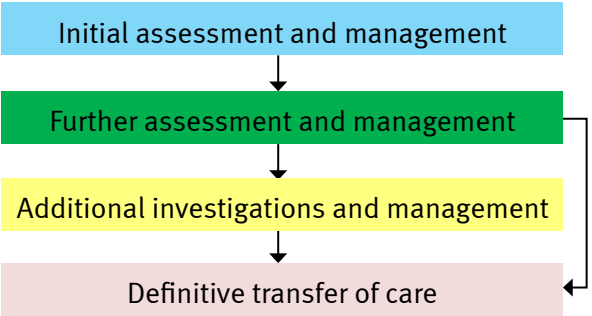 Initial assessment and management
Further assessment and management
Additional investigations and management
Definitive transfer of care